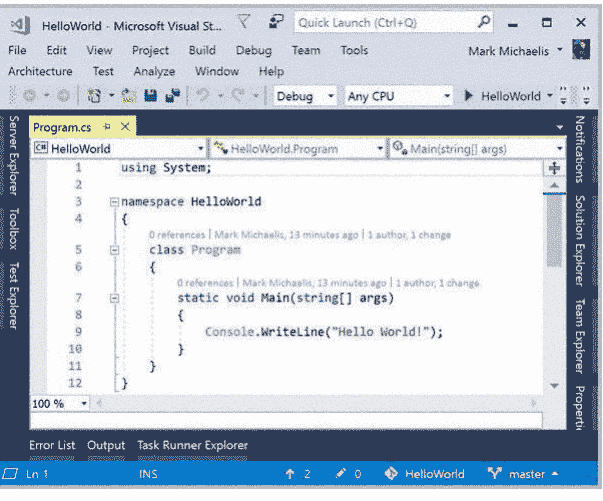 HelloWorld - Microsoft Visual St... Quick Launch (Ctrl+Q)
File Edit View Project Build Debug Team Tools Mark Michaelis
Architecture Test Analyze Window Help
Debug Any CPU HelloWorld
Program.cs
C# HelloWorld HelloWorld.Program Main(string[] args)
1 using System;
2
3 namespace HelloWorld
4 {
0 references | Mark Michaelis, 13 minutes ago | 1 author, 1 change
5 class Program
6 {
0 references | Mark Michaelis, 13 minutes ago | 1 author, 1 change
7 static void Main(string[] args)
8 {
9 Console.WriteLine("Hello World!");
10 }
11 }
12 }
100 %
Server Explorer
Toolbox
Test Explorer
Notifications
Solution Explorer
Team Explorer
Properti
Error List Output Task Runner Explorer
Ln 1 INS 2 0 HelloWorld master